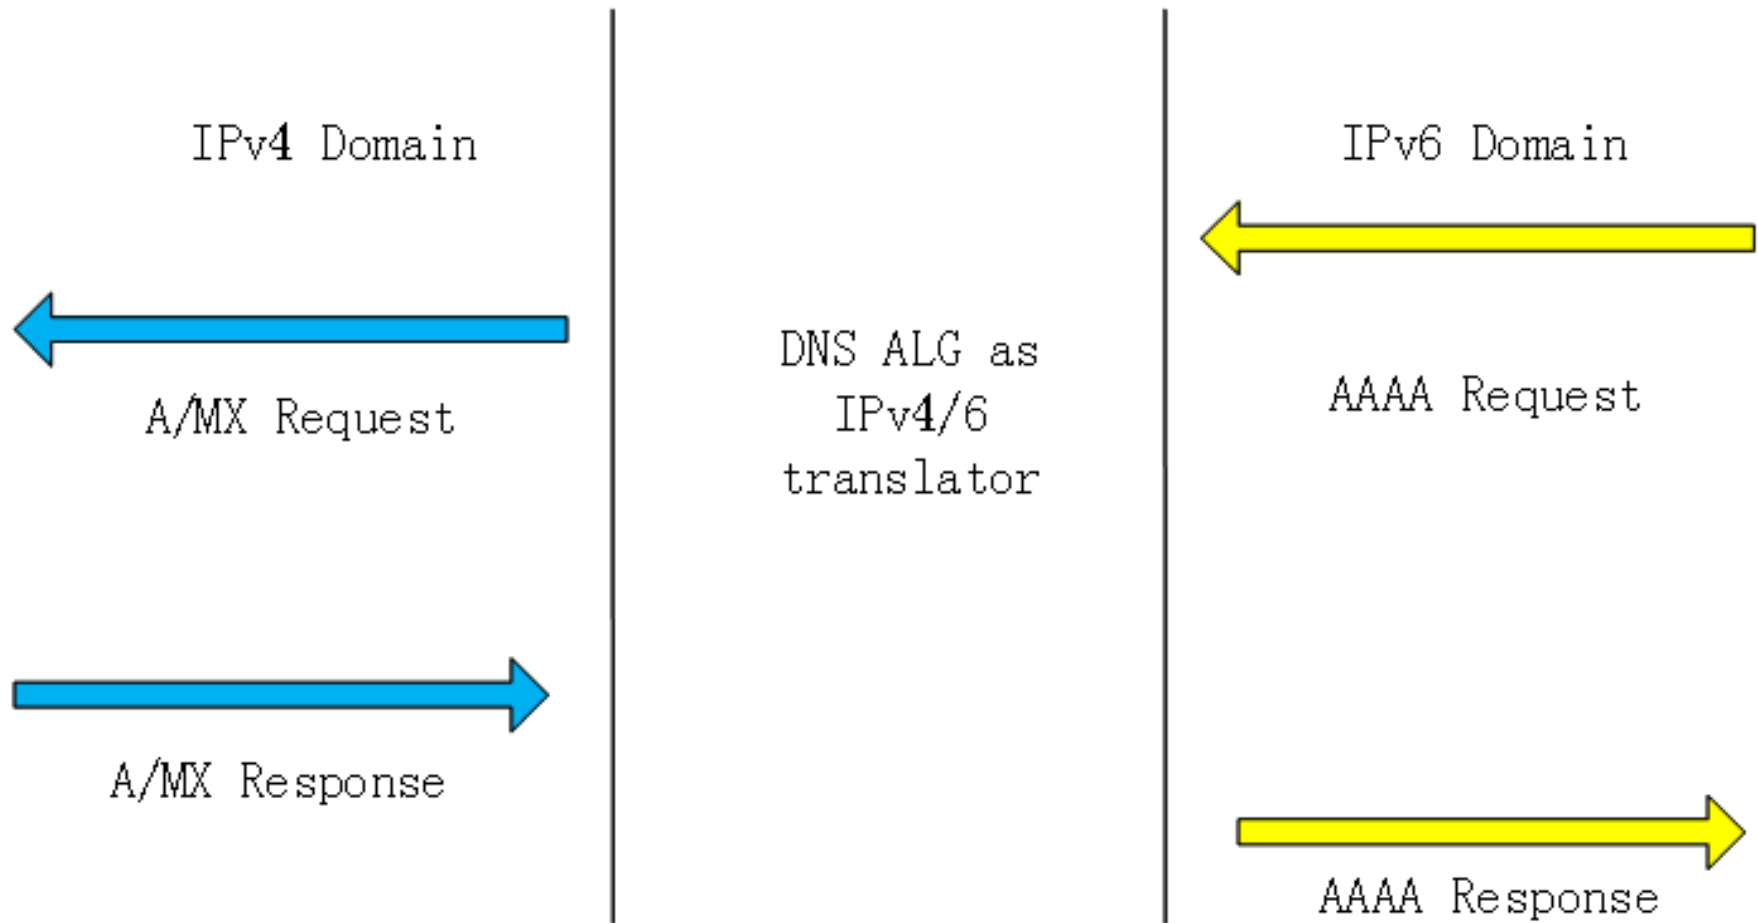 IPv4 Domain
IPv6 Domain
DNS ALG as
IPv4/6
translator
A/MX Request
AAAA Request
A/MX Response
AAAA Response